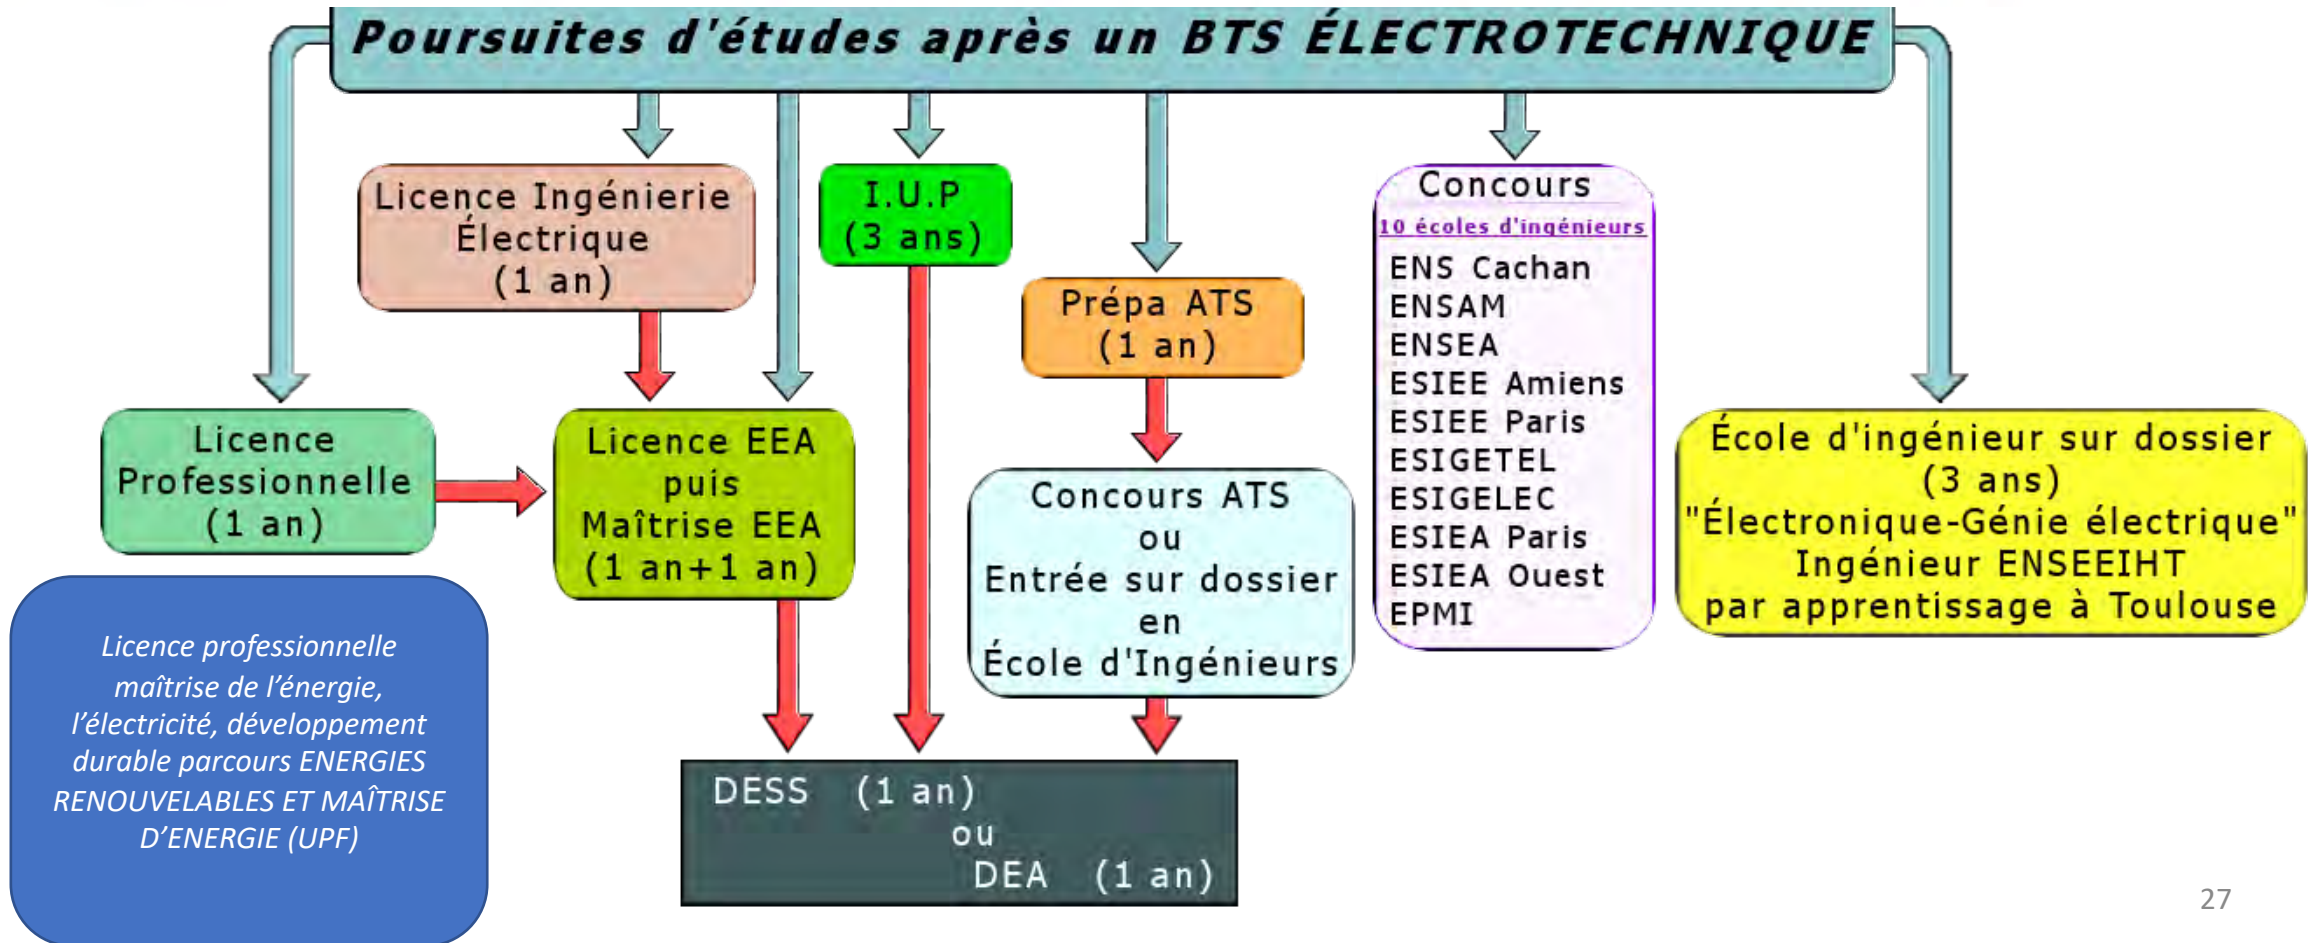 Poursuites d'études après un BTS ÉLECTROTECHNIQUE
Licence Ingénierie
Électrique
(1 an)
I.U.P
(3 ans)
Prépa ATS
(1 an)
Concours
10 écoles d'ingénieurs
ENS Cachan
ENSAM
ENSEA
ESIEE Amiens
ESIEE Paris
ESIGETEL
ESIGELEC
ESIEA Paris
ESIEA Ouest
EPMI
Licence
Professionnelle
(1 an)
Licence EEA
puis
Maîtrise EEA
(1 an+1 an)
Concours ATS
ou
Entrée sur dossier
en
École d'Ingénieurs
École d'ingénieur sur dossier
(3 ans)
"Électronique-Génie électrique"
Ingénieur ENSEEIHT
par apprentissage à Toulouse
Licence professionnelle
maîtrise de l’énergie,
l’électricité, développement
durable parcours ENERGIES
RENOUVELABLES ET MAÎTRISE
D’ENERGIE (UPF)
DESS (1 an)
ou
DEA (1 an)
27